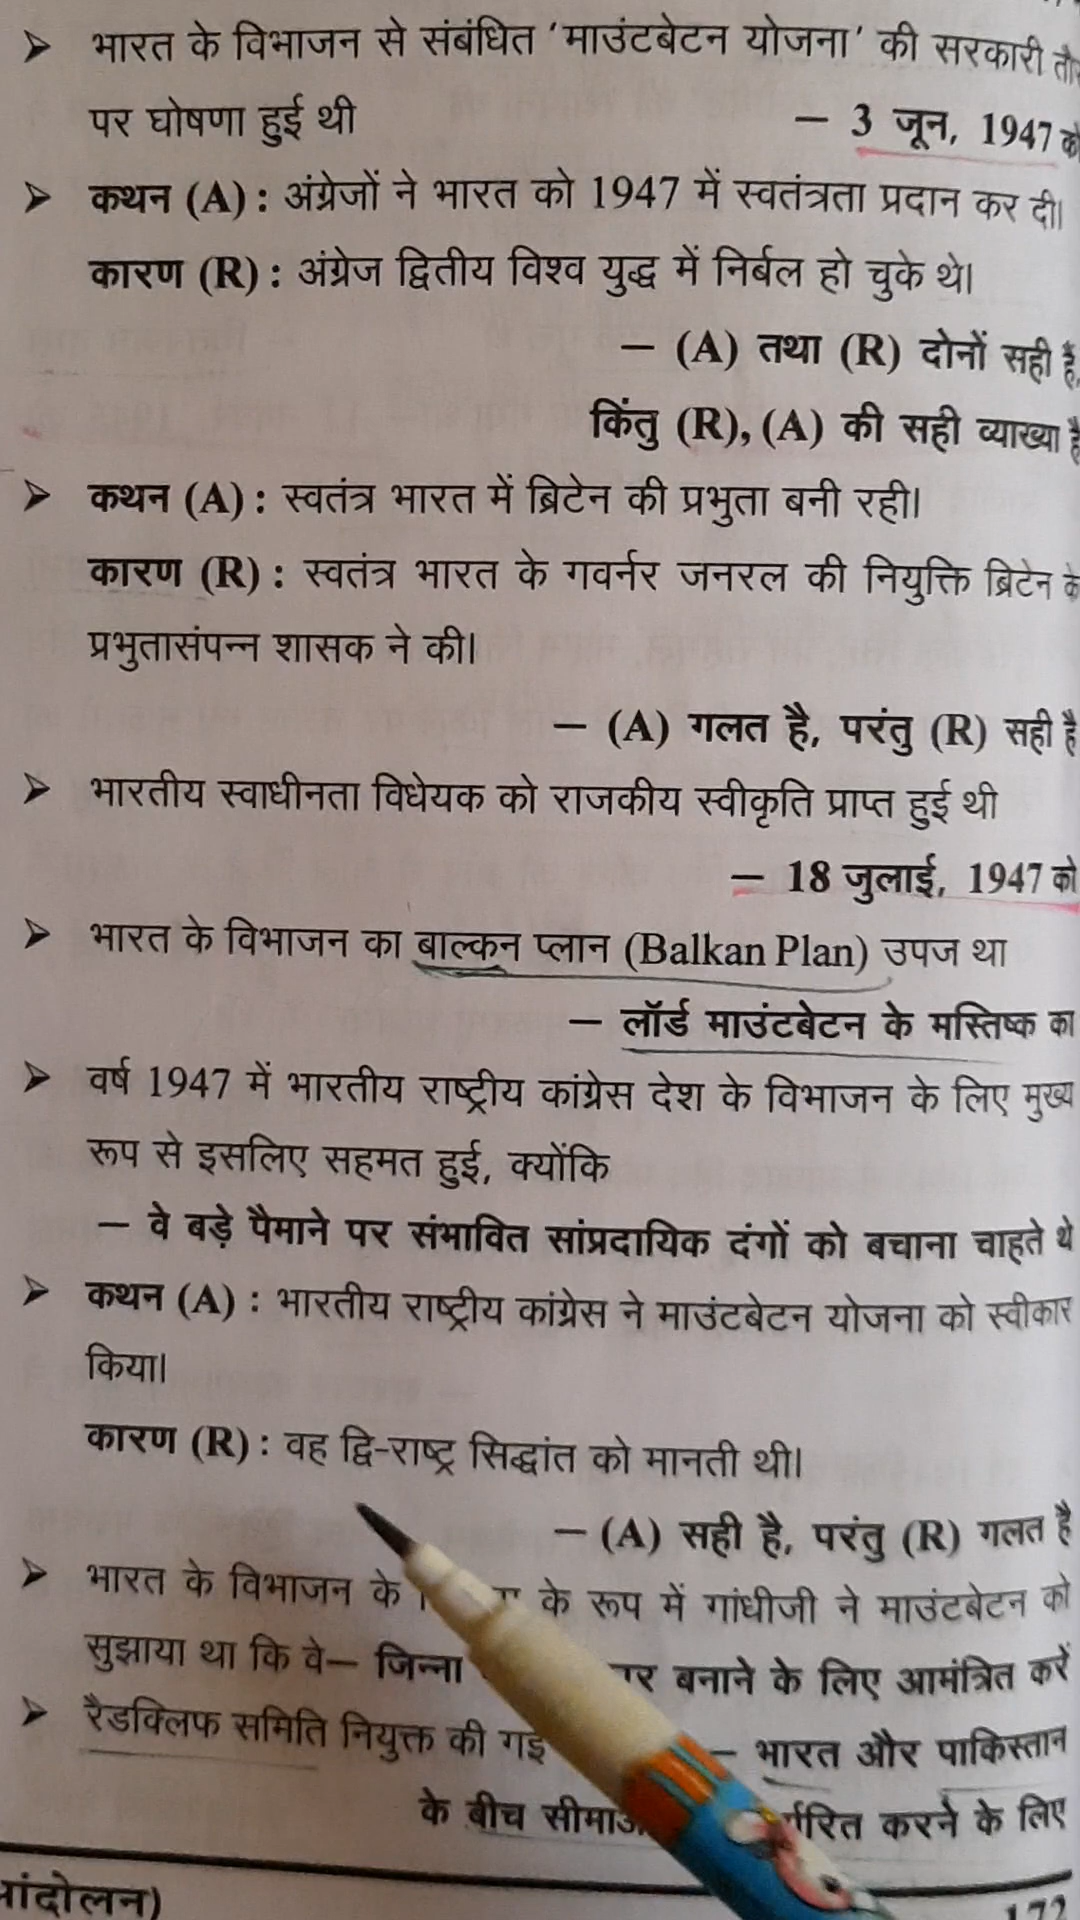 ➤ भारत के विभाजन से संबंधित 'माउंटबेटन योजना' की सरकारी
पर घोषणा हुई थी – 3 जून, 1947 को
➤ कथन (A) : अंग्रेजों ने भारत को 1947 में स्वतंत्रता प्रदान कर दी।
कारण (R) : अंग्रेज द्वितीय विश्व युद्ध में निर्बल हो चुके थे।
– (A) तथा (R) दोनों सही हैं,
किंतु (R), (A) की सही व्याख्या है
➤ कथन (A) : स्वतंत्र भारत में ब्रिटेन की प्रभुता बनी रही।
कारण (R) : स्वतंत्र भारत के गवर्नर जनरल की नियुक्ति ब्रिटेन के
प्रभुतासंपन्न शासक ने की।
– (A) गलत है, परंतु (R) सही है
➤ भारतीय स्वाधीनता विधेयक को राजकीय स्वीकृति प्राप्त हुई थी
– 18 जुलाई, 1947 को
➤ भारत के विभाजन का बाल्कन प्लान (Balkan Plan) उपज था
– लॉर्ड माउंटबेटन के मस्तिष्क का
➤ वर्ष 1947 में भारतीय राष्ट्रीय कांग्रेस देश के विभाजन के लिए मुख्य
रूप से इसलिए सहमत हुई, क्योंकि
– वे बड़े पैमाने पर संभावित सांप्रदायिक दंगों को बचाना चाहते थे
➤ कथन (A) : भारतीय राष्ट्रीय कांग्रेस ने माउंटबेटन योजना को स्वीकार
किया।
कारण (R) : वह द्वि-राष्ट्र सिद्धांत को मानती थी।
– (A) सही है, परंतु (R) गलत है
➤ भारत के विभाजन के के रूप में गांधीजी ने माउंटबेटन को
सुझाया था कि वे– जिन्ना बनाने के लिए आमंत्रित करें
➤ रैडक्लिफ समिति नियुक्त की – भारत और पाकिस्तान
के बीच करने के लिए
172